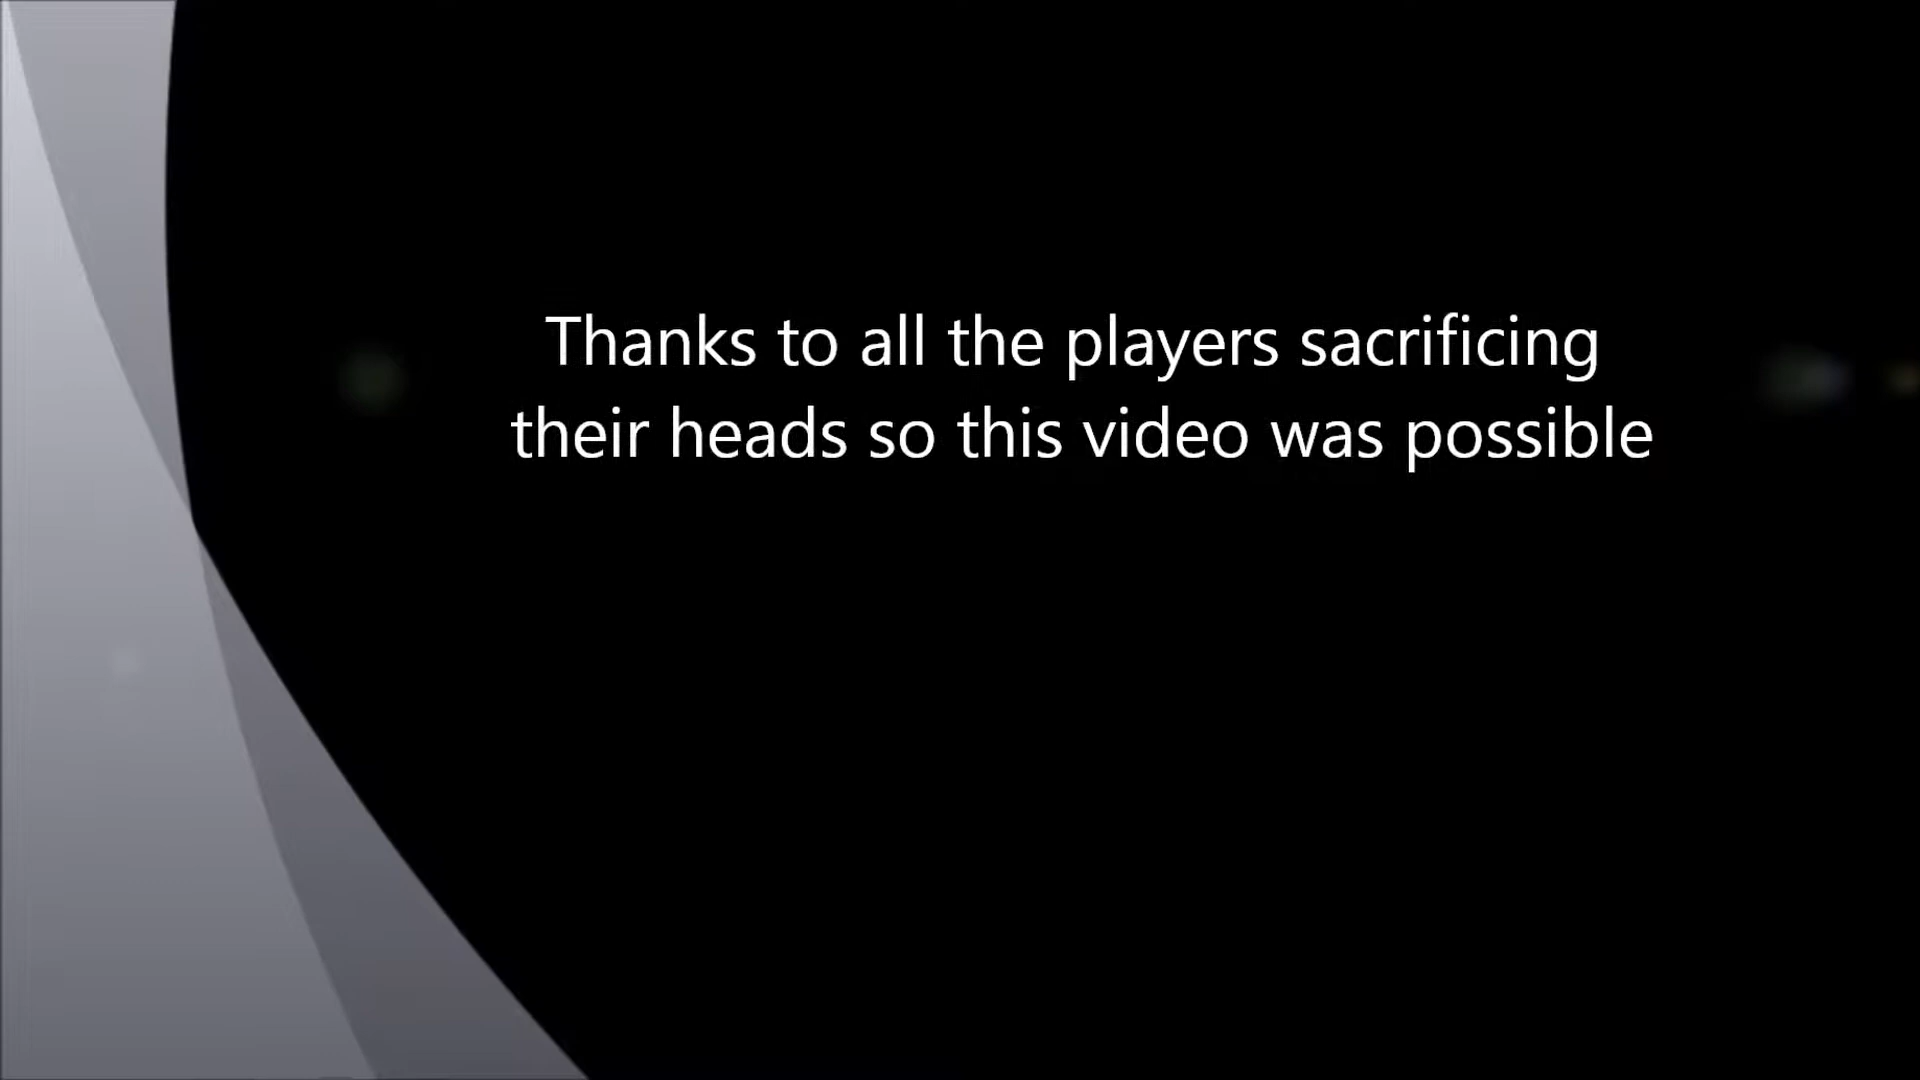 Thanks to all the players sacrificing
their heads so this video was possible